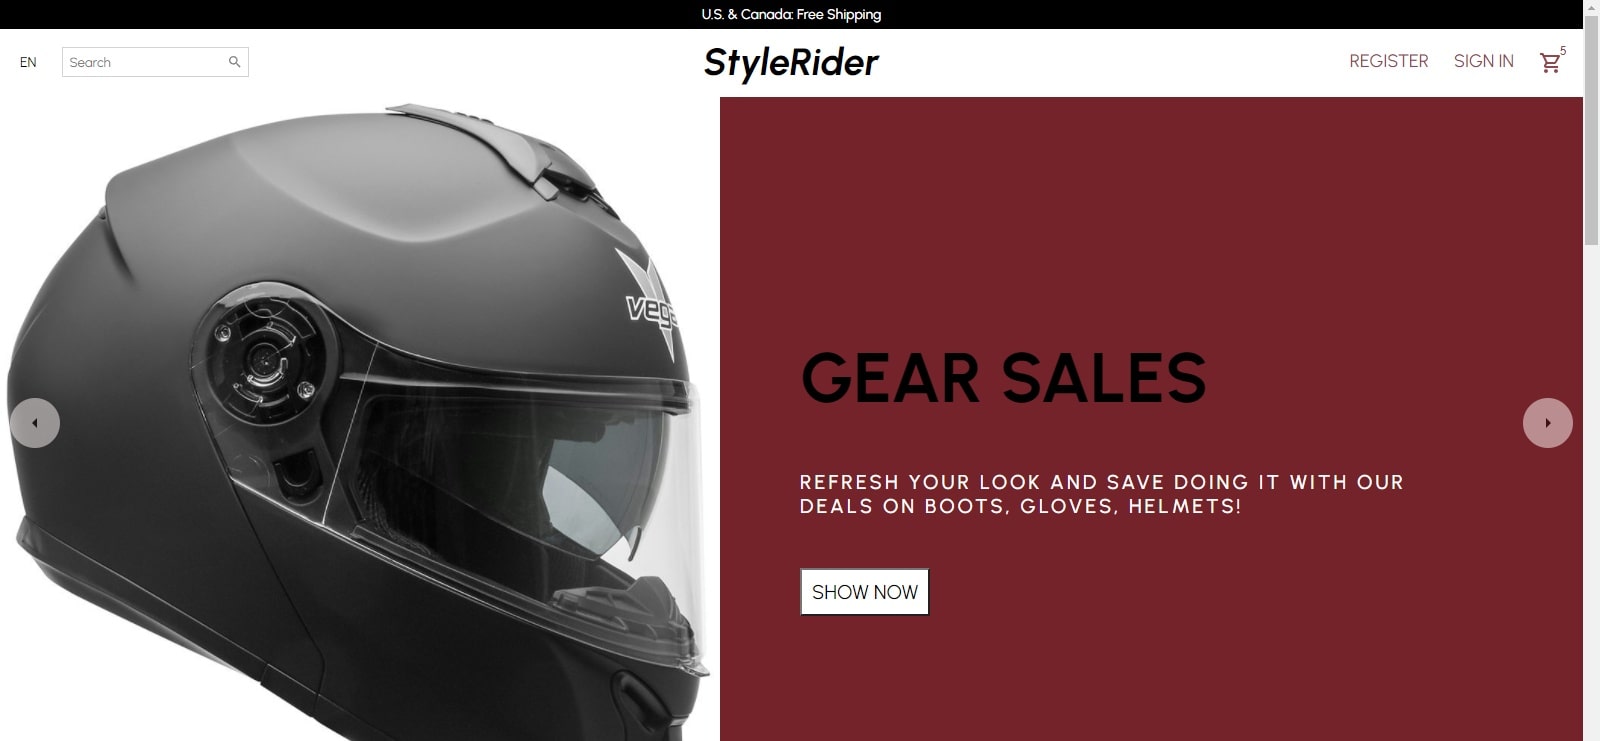 U.S. & Canada: Free Shipping
EN
Search
StyleRider
REGISTER
SIGN IN
5
vega
GEAR SALES
REFRESH YOUR LOOK AND SAVE DOING IT WITH OUR
DEALS ON BOOTS, GLOVES, HELMETS!
SHOW NOW